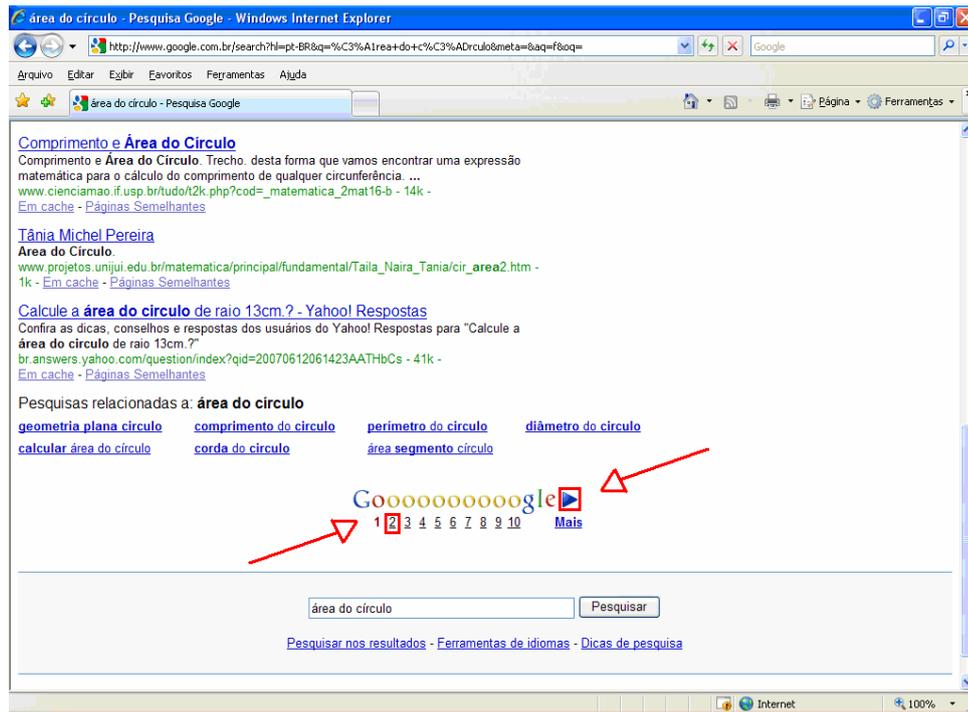 área do círculo - Pesquisa Google - Windows Internet Explorer
http://www.google.com.br/search?hl=pt-BR&q=%C3%A1rea+do+c%C3%ADrculo&meta=&aq=f&oq=
Google
Arquivo Editar Exibir Favoritos Ferramentas Ajuda
área do círculo - Pesquisa Google
Página Ferramentas
Comprimento e Área do Círculo
Comprimento e Área do Círculo. Trecho. desta forma que vamos encontrar uma expressão
matemática para o cálculo do comprimento de qualquer circunferência. ...
www.cienciamao.if.usp.br/tudo/t2k.php?cod=_matematica_2mat16-b - 14k -
Em cache - Páginas Semelhantes
Tânia Michel Pereira
Area do Círculo.
www.projetos.unijui.edu.br/matematica/principal/fundamental/Taila_Naira_Tania/cir_area2.htm -
1k - Em cache - Páginas Semelhantes
Calcule a área do circulo de raio 13cm.? - Yahoo! Respostas
Confira as dicas, conselhos e respostas dos usuários do Yahoo! Respostas para "Calcule a
área do circulo de raio 13cm.?"
br.answers.yahoo.com/question/index?qid=20070612061423AATHbCs - 41k -
Em cache - Páginas Semelhantes
Pesquisas relacionadas a: área do círculo
geometria plana circulo comprimento do circulo perímetro do circulo diâmetro do circulo
calcular área do círculo corda do circulo área segmento círculo
Goooooooooogle
1 2 3 4 5 6 7 8 9 10 Mais
área do círculo Pesquisar
Pesquisar nos resultados - Ferramentas de idiomas - Dicas de pesquisa
Internet 100%